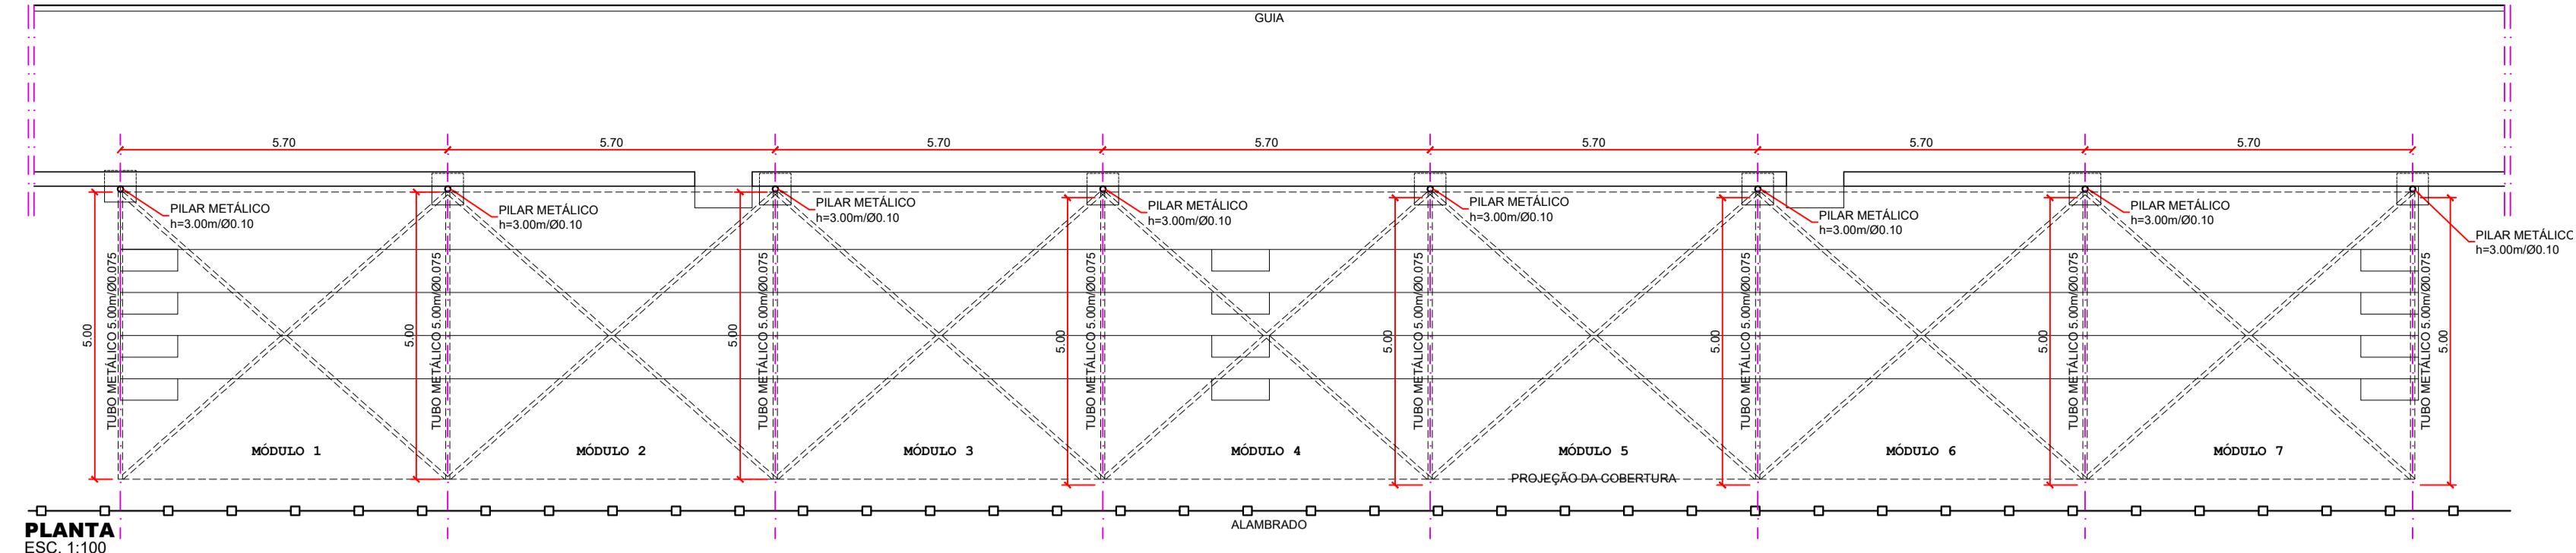 GUIA
5.70
5.70
5.70
5.70
5.70
5.70
5.70
PILAR METÁLICO
h=3.00m/Ø0.10
PILAR METÁLICO
h=3.00m/Ø0.10
PILAR METÁLICO
h=3.00m/Ø0.10
PILAR METÁLICO
h=3.00m/Ø0.10
PILAR METÁLICO
h=3.00m/Ø0.10
PILAR METÁLICO
h=3.00m/Ø0.10
PILAR METÁLICO
h=3.00m/Ø0.10
PILAR METÁLICO
h=3.00m/Ø0.10
5.00
TUBO METÁLICO 5.00m/Ø0.075
5.00
TUBO METÁLICO 5.00m/Ø0.075
5.00
TUBO METÁLICO 5.00m/Ø0.075
5.00
TUBO METÁLICO 5.00m/Ø0.075
5.00
TUBO METÁLICO 5.00m/Ø0.075
5.00
TUBO METÁLICO 5.00m/Ø0.075
5.00
TUBO METÁLICO 5.00m/Ø0.075
TUBO METÁLICO 5.00m/Ø0.075
5.00
MÓDULO 1
MÓDULO 2
MÓDULO 3
MÓDULO 4
MÓDULO 5
MÓDULO 6
MÓDULO 7
PROJEÇÃO DA COBERTURA
ALAMBRADO
PLANTA
ESC. 1:100